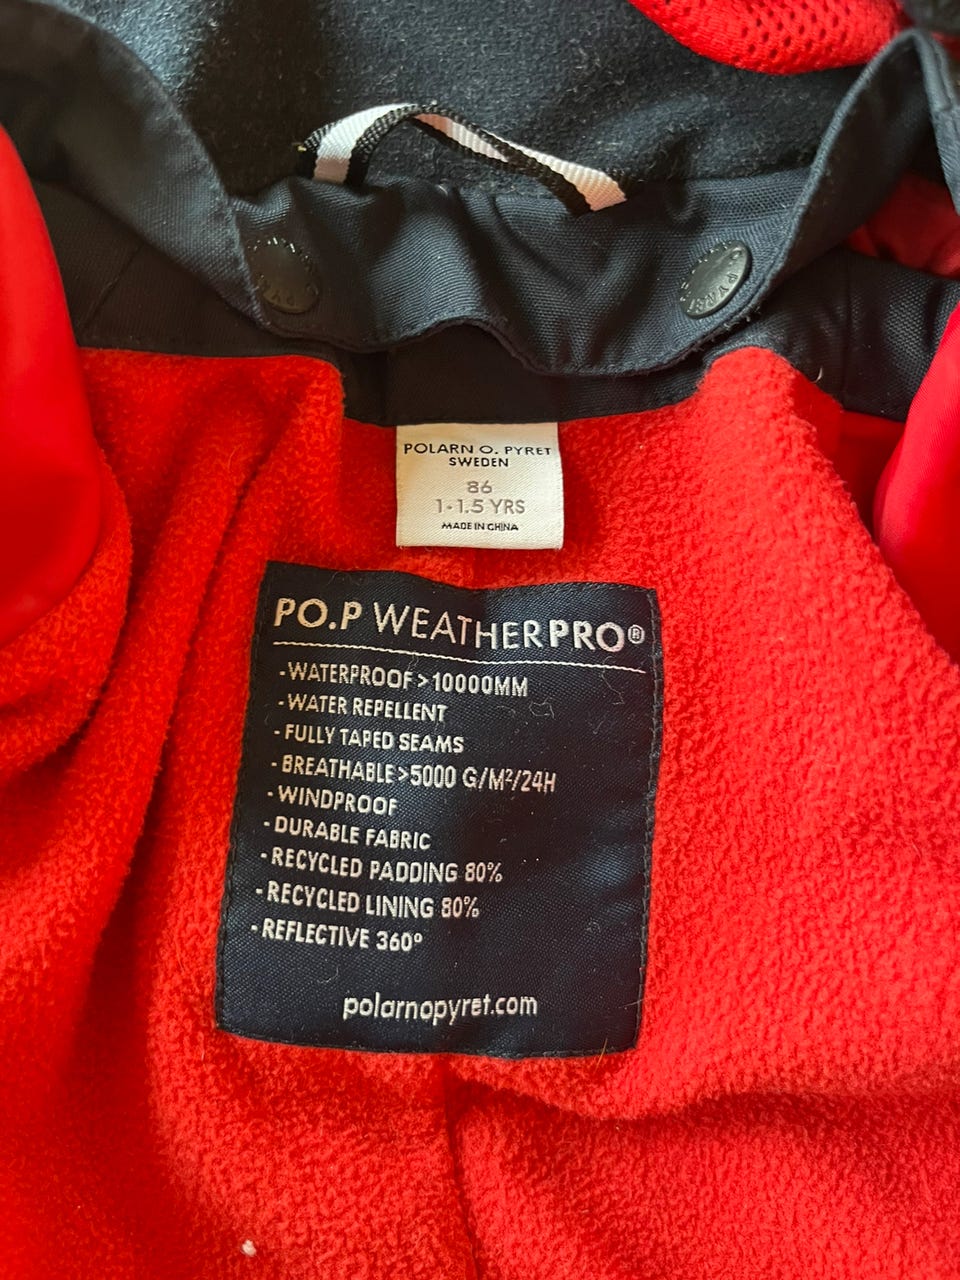 POLARN O. PYRET
SWEDEN
86
1-1.5 YRS
MADE IN CHINA
PO.P WEATHERPRO®
-WATERPROOF>10000MM
-WATER REPELLENT
-FULLY TAPED SEAMS
-BREATHABLE>5000 G/M²/24H
-WINDPROOF
-DURABLE FABRIC
-RECYCLED PADDING 80%
-RECYCLED LINING 80%
-REFLECTIVE 360°
polarnopyret.com